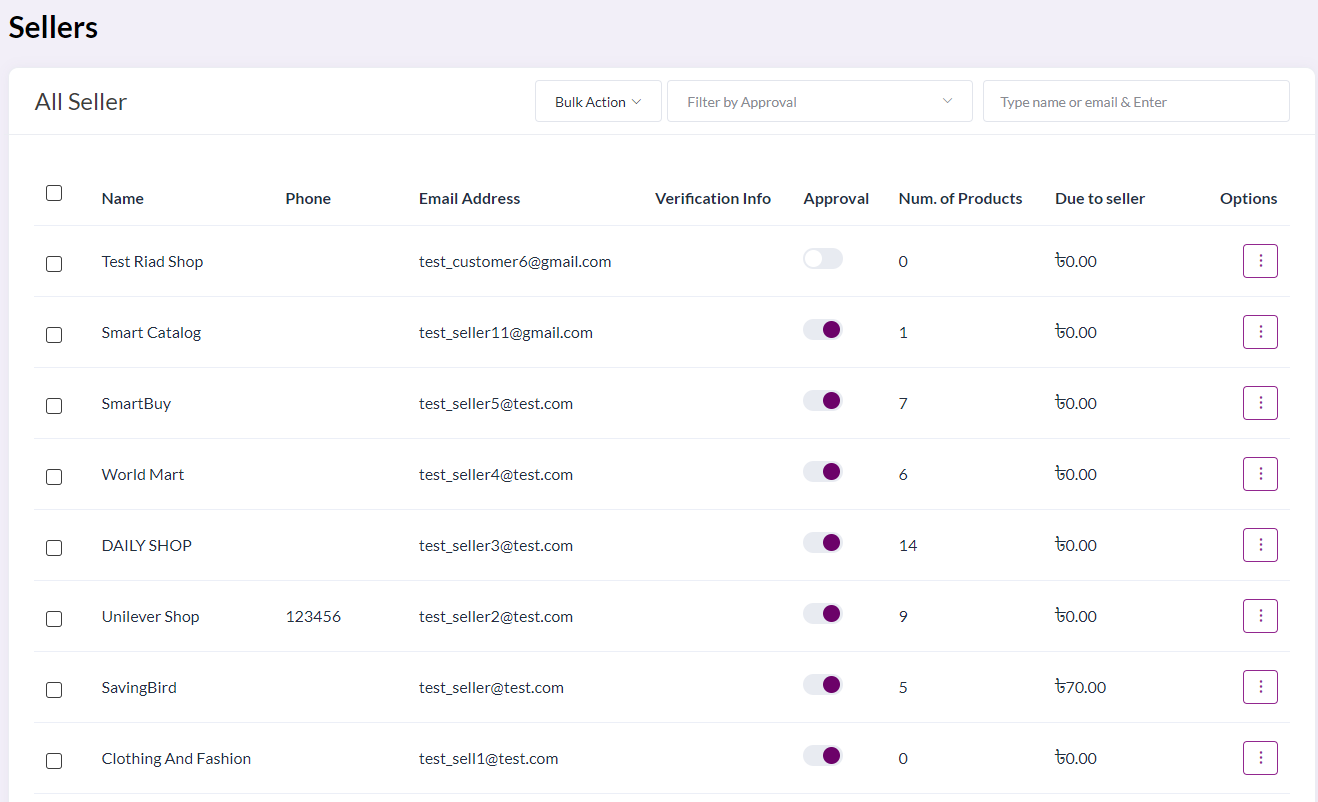 Sellers
All Seller Bulk Action Filter by Approval Type name or email & Enter
Name Phone Email Address Verification Info Approval Num. of Products Due to seller Options
Test Riad Shop test_customer6@gmail.com 0 ৳0.00
Smart Catalog test_seller11@gmail.com 1 ৳0.00
SmartBuy test_seller5@test.com 7 ৳0.00
World Mart test_seller4@test.com 6 ৳0.00
DAILY SHOP test_seller3@test.com 14 ৳0.00
Unilever Shop 123456 test_seller2@test.com 9 ৳0.00
SavingBird test_seller@test.com 5 ৳70.00
Clothing And Fashion test_sell1@test.com 0 ৳0.00